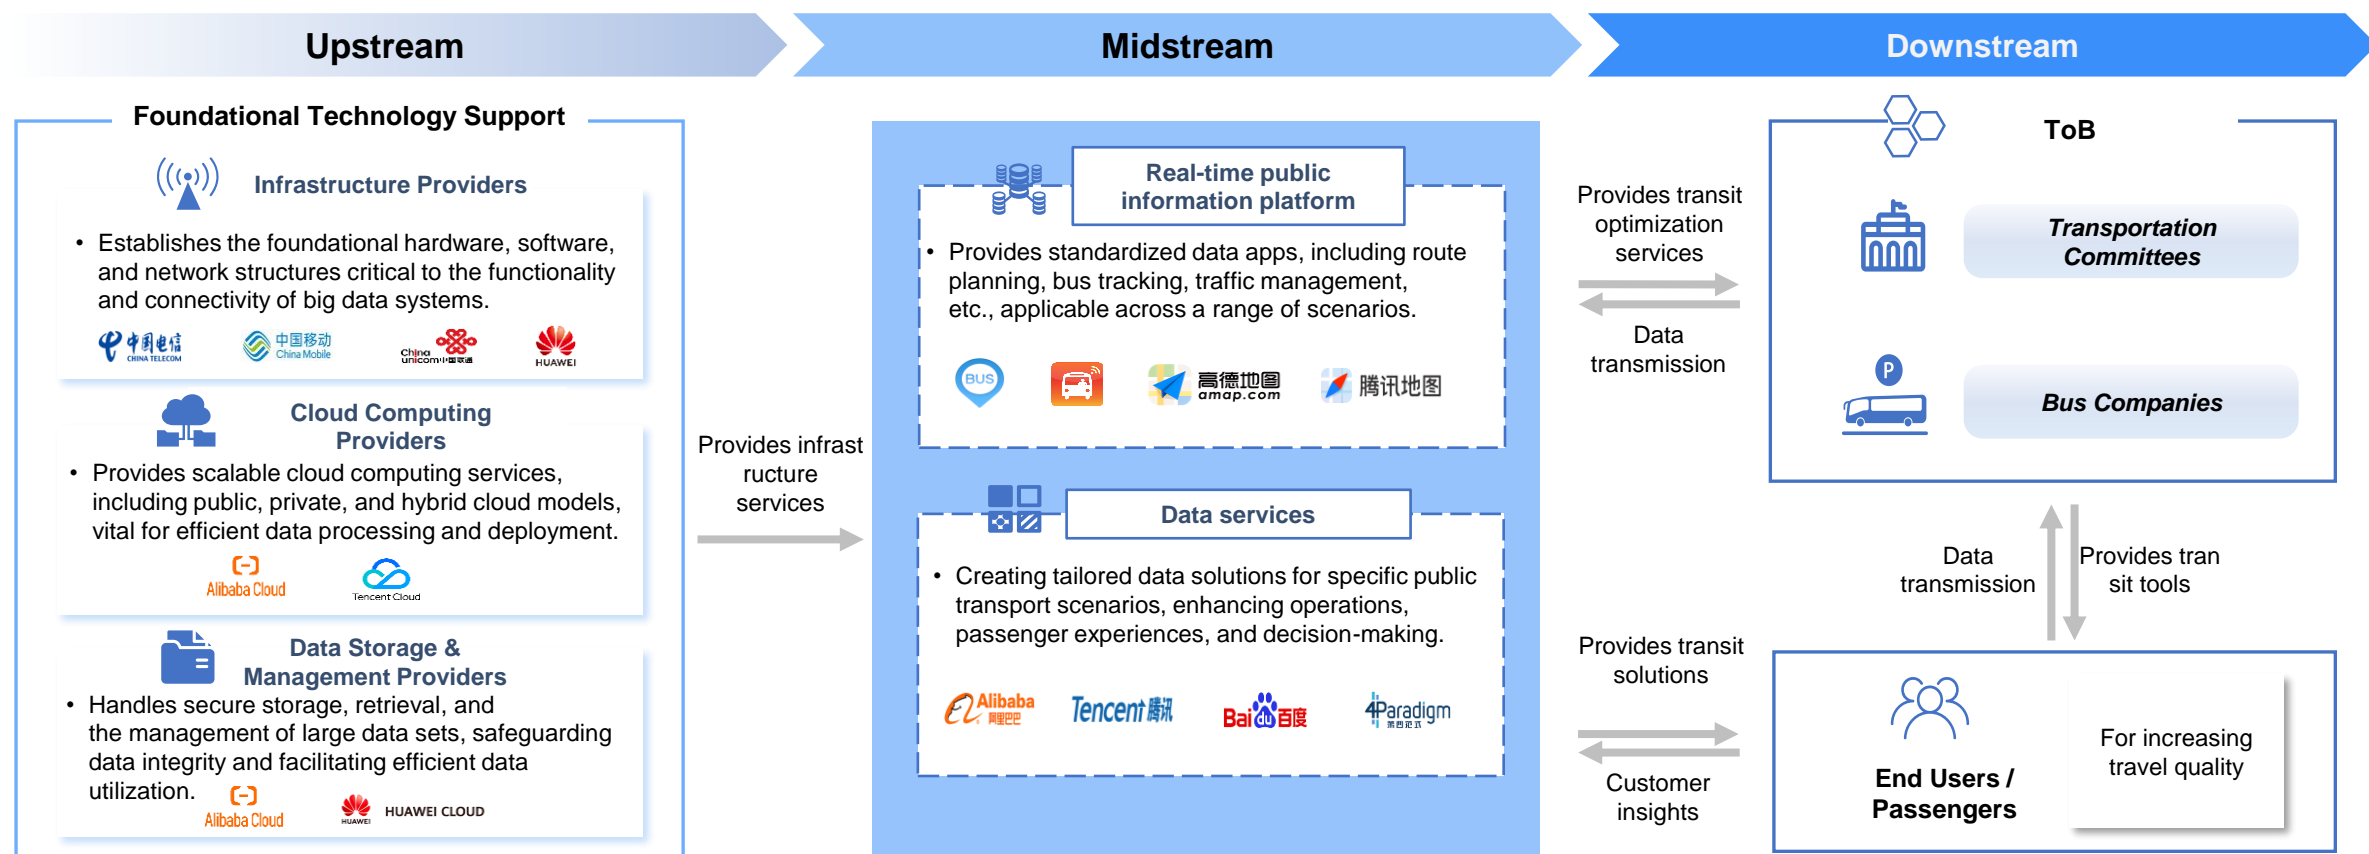 Upstream
Midstream
Downstream
Foundational Technology Support
Infrastructure Providers
• Establishes the foundational hardware, software,
and network structures critical to the functionality
and connectivity of big data systems.
中国电信
CHINA TELECOM
中国移动
China Mobile
China
unicom中国联通
HUAWEI
Cloud Computing
Providers
• Provides scalable cloud computing services,
including public, private, and hybrid cloud models,
vital for efficient data processing and deployment.
Alibaba Cloud
Tencent Cloud
Data Storage &
Management Providers
• Handles secure storage, retrieval, and
the management of large data sets, safeguarding
data integrity and facilitating efficient data
utilization.
Alibaba Cloud
HUAWEI
HUAWEI CLOUD
Provides infrast
ructure
services
Real-time public
information platform
• Provides standardized data apps, including route
planning, bus tracking, traffic management,
etc., applicable across a range of scenarios.
BUS
高德地图
amap.com
腾讯地图
Data services
• Creating tailored data solutions for specific public
transport scenarios, enhancing operations,
passenger experiences, and decision-making.
Alibaba
阿里巴巴
Tencent 腾讯
Bai du 百度
4Paradigm
第四范式
Provides transit
optimization
services
Data
transmission
Provides transit
solutions
Customer
insights
ToB
Transportation
Committees
P
Bus Companies
Data
transmission
Provides tran
sit tools
End Users /
Passengers
For increasing
travel quality